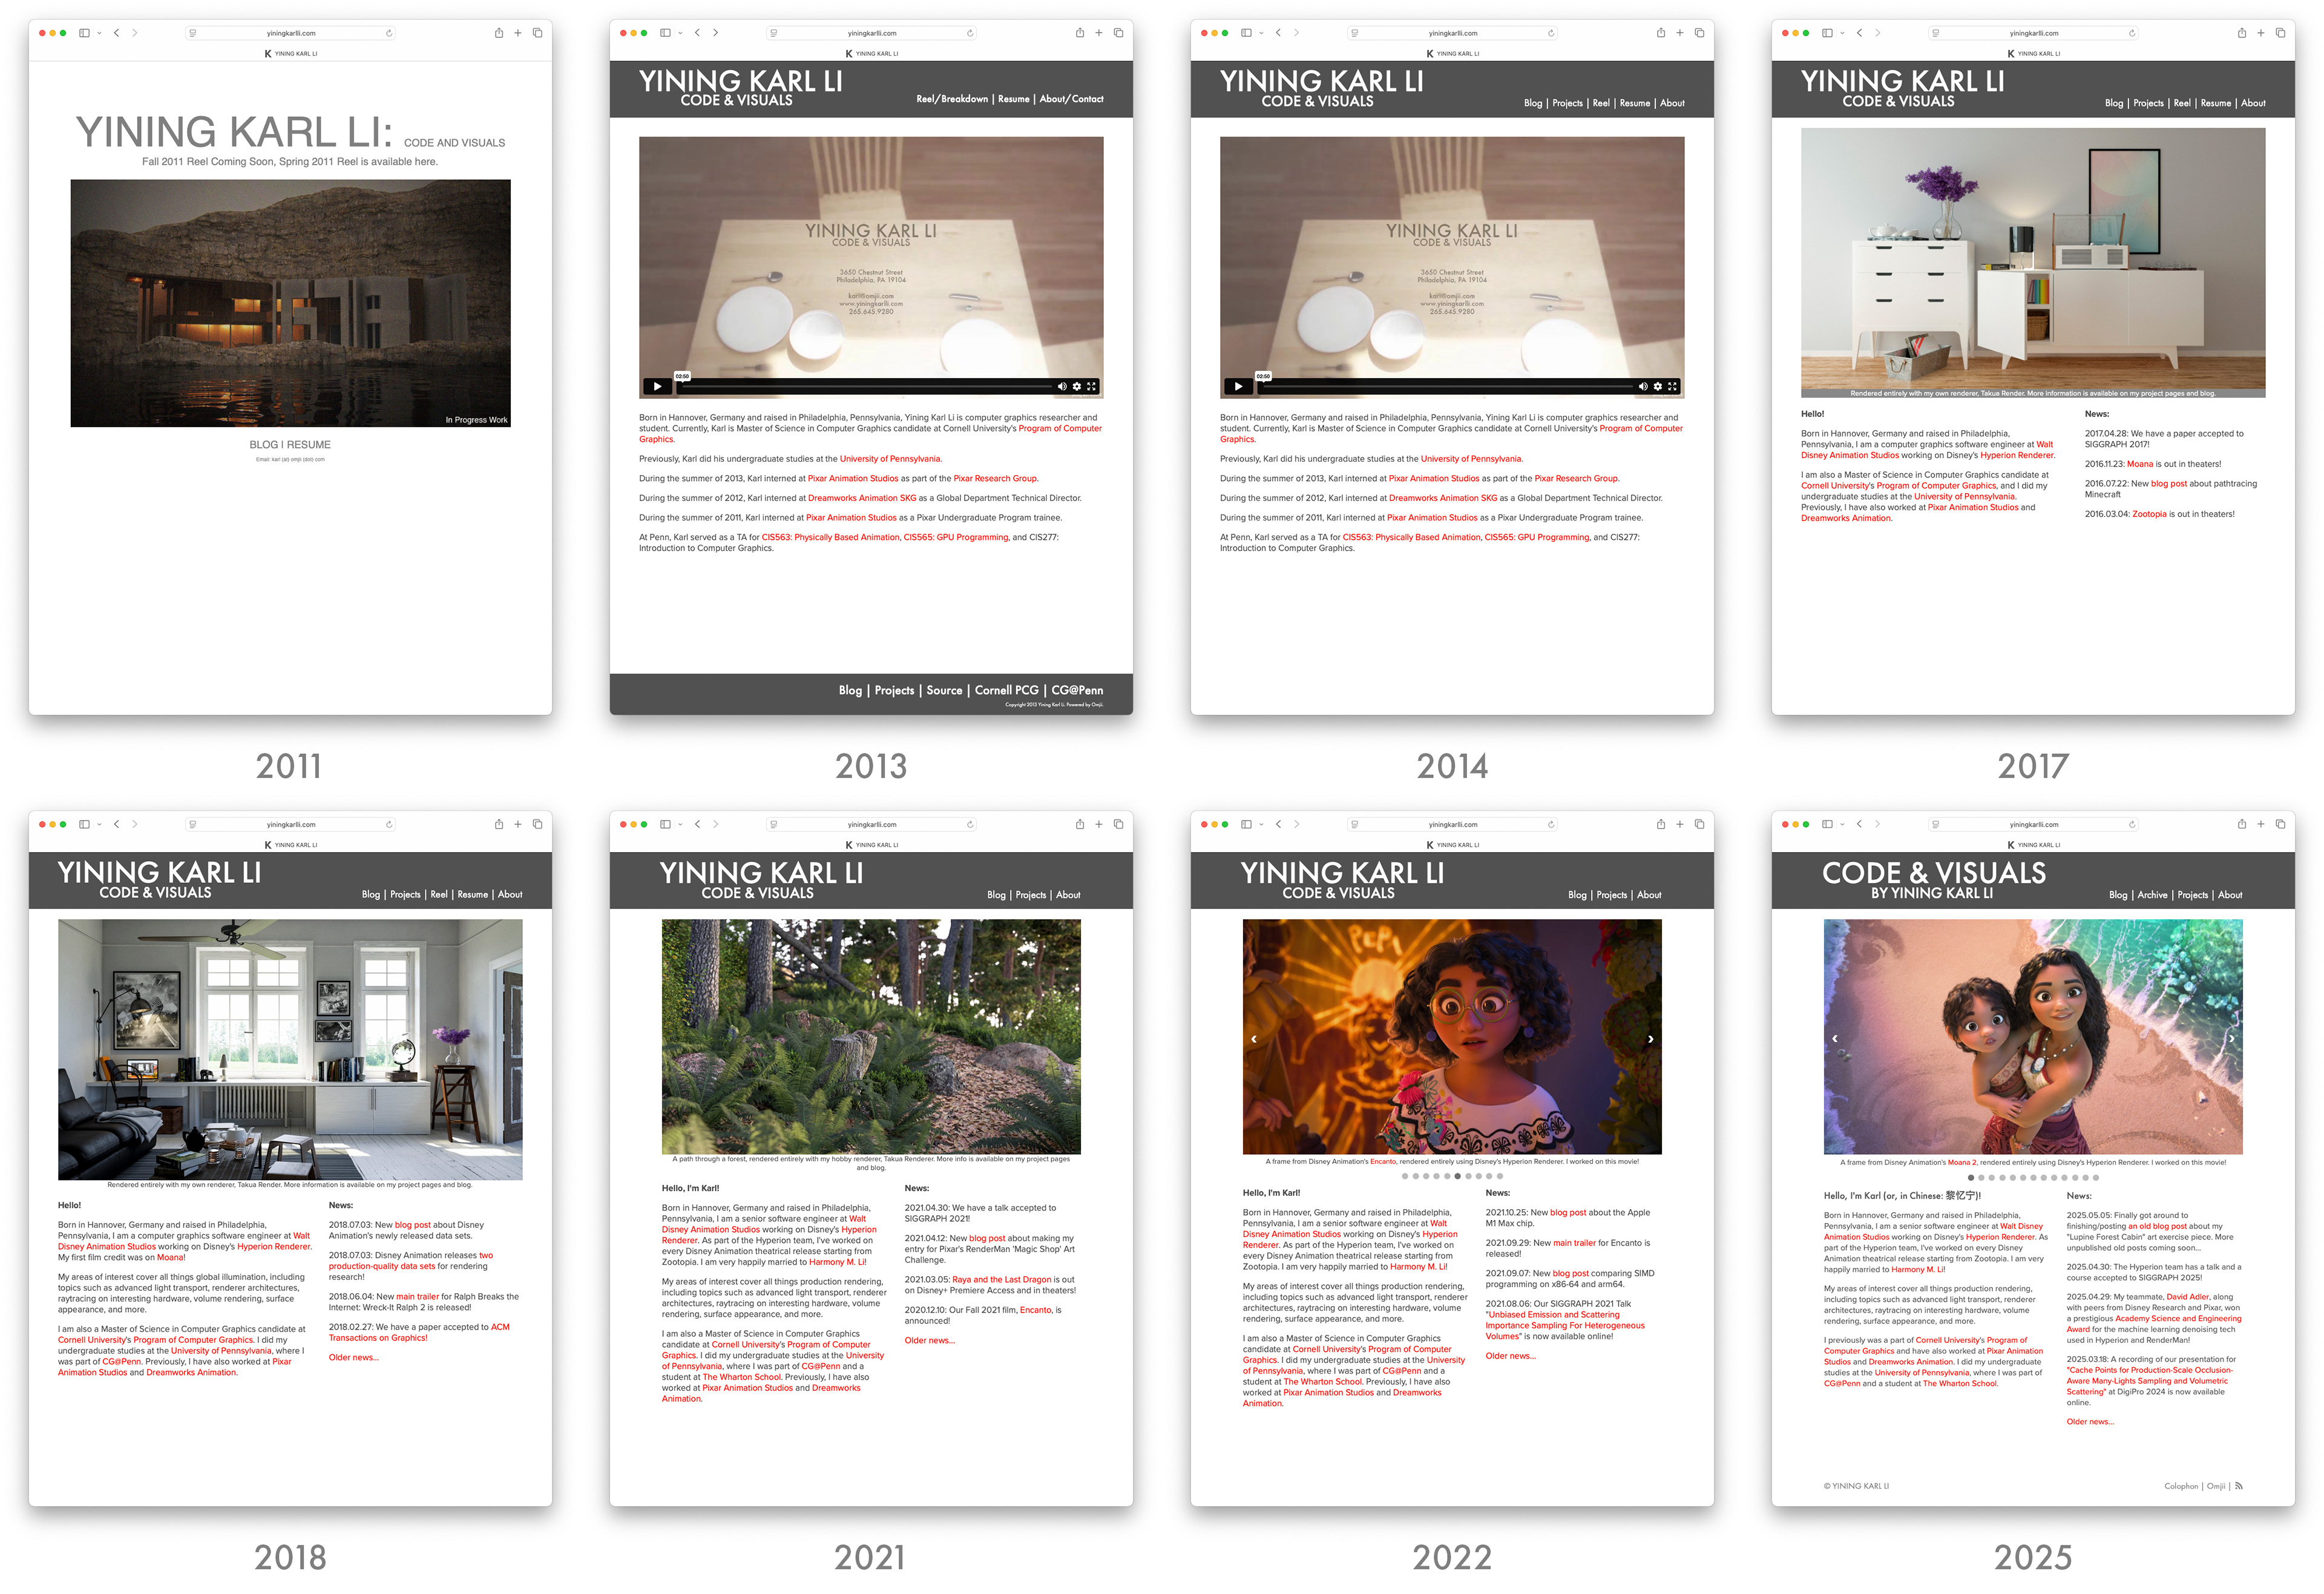 yiningkarlli.com
K YINING KARL LI
YINING KARL LI: CODE AND VISUALS
Fall 2011 Reel Coming Soon, Spring 2011 Reel is available here.
In Progress Work
BLOG | RESUME
Email: karl (at) omjii (dot) com
2011
yiningkarlli.com
K YINING KARL LI
YINING KARL LI
CODE & VISUALS
Reel/Breakdown | Resume | About/Contact
YINING KARL LI
CODE & VISUALS
3650 Chestnut Street
Philadelphia, PA 19104
karl@omjii.com
www.yiningkarlli.com
265.645.9280
02:50
Born in Hannover, Germany and raised in Philadelphia, Pennsylvania, Yining Karl Li is computer graphics researcher and
student. Currently, Karl is Master of Science in Computer Graphics candidate at Cornell University's Program of Computer
Graphics.
Previously, Karl did his undergraduate studies at the University of Pennsylvania.
During the summer of 2013, Karl interned at Pixar Animation Studios as part of the Pixar Research Group.
During the summer of 2012, Karl interned at Dreamworks Animation SKG as a Global Department Technical Director.
During the summer of 2011, Karl interned at Pixar Animation Studios as a Pixar Undergraduate Program trainee.
At Penn, Karl served as a TA for CIS563: Physically Based Animation, CIS565: GPU Programming, and CIS277:
Introduction to Computer Graphics.
Blog | Projects | Source | Cornell PCG | CG@Penn
Copyright 2013 Yining Karl Li. Powered by Omjii.
2013
yiningkarlli.com
K YINING KARL LI
YINING KARL LI
CODE & VISUALS
Blog | Projects | Reel | Resume | About
YINING KARL LI
CODE & VISUALS
3650 Chestnut Street
Philadelphia, PA 19104
karl@omjii.com
www.yiningkarlli.com
265.645.9280
02:50
Born in Hannover, Germany and raised in Philadelphia, Pennsylvania, Yining Karl Li is computer graphics researcher and
student. Currently, Karl is Master of Science in Computer Graphics candidate at Cornell University's Program of Computer
Graphics.
Previously, Karl did his undergraduate studies at the University of Pennsylvania.
During the summer of 2013, Karl interned at Pixar Animation Studios as part of the Pixar Research Group.
During the summer of 2012, Karl interned at Dreamworks Animation SKG as a Global Department Technical Director.
During the summer of 2011, Karl interned at Pixar Animation Studios as a Pixar Undergraduate Program trainee.
At Penn, Karl served as a TA for CIS563: Physically Based Animation, CIS565: GPU Programming, and CIS277:
Introduction to Computer Graphics.
2014
yiningkarlli.com
K YINING KARL LI
YINING KARL LI
CODE & VISUALS
Blog | Projects | Reel | Resume | About
Rendered entirely with my own renderer, Takua Render. More Information is available on my project pages and blog.
Hello!
Born in Hannover, Germany and raised in Philadelphia,
Pennsylvania, I am a computer graphics software engineer at Walt
Disney Animation Studios working on Disney's Hyperion Renderer.
I am also a Master of Science in Computer Graphics candidate at
Cornell University's Program of Computer Graphics, and I did my
undergraduate studies at the University of Pennsylvania.
Previously, I have also worked at Pixar Animation Studios and
Dreamworks Animation.
News:
2017.04.28: We have a paper accepted to
SIGGRAPH 2017!
2016.11.23: Moana is out in theaters!
2016.07.22: New blog post about pathtracing
Minecraft
2016.03.04: Zootopia is out in theaters!
2017
yiningkarlli.com
K YINING KARL LI
YINING KARL LI
CODE & VISUALS
Blog | Projects | Reel | Resume | About
Rendered entirely with my own renderer, Takua Render. More information is available on my project pages and blog.
Hello!
Born in Hannover, Germany and raised in Philadelphia,
Pennsylvania, I am a computer graphics software engineer at Walt
Disney Animation Studios working on Disney's Hyperion Renderer.
My first film credit was on Moana!
My areas of interest cover all things global illumination, including
topics such as advanced light transport, renderer architectures,
raytracing on interesting hardware, volume rendering, surface
appearance, and more.
I am also a Master of Science in Computer Graphics candidate at
Cornell University's Program of Computer Graphics. I did my
undergraduate studies at the University of Pennsylvania, where I
was part of CG@Penn. Previously, I have also worked at Pixar
Animation Studios and Dreamworks Animation.
News:
2018.07.03: New blog post about Disney
Animation's newly released data sets.
2018.07.03: Disney Animation releases two
production-quality data sets for rendering
research!
2018.06.04: New main trailer for Ralph Breaks the
Internet: Wreck-It Ralph 2 is released!
2018.02.27: We have a paper accepted to ACM
Transactions on Graphics!
Older news...
2018
yiningkarlli.com
K YINING KARL LI
YINING KARL LI
CODE & VISUALS
Blog | Projects | About
A path through a forest, rendered entirely with my hobby renderer, Takua Renderer. More info is available on my project pages
and blog.
Hello, I'm Karl!
Born in Hannover, Germany and raised in Philadelphia,
Pennsylvania, I am a senior software engineer at Walt
Disney Animation Studios working on Disney's Hyperion
Renderer. As part of the Hyperion team, I've worked on
every Disney Animation theatrical release starting from
Zootopia. I am very happily married to Harmony M. Li!
My areas of interest cover all things production rendering,
including topics such as advanced light transport, renderer
architectures, raytracing on interesting hardware, volume
rendering, surface appearance, and more.
I am also a Master of Science in Computer Graphics
candidate at Cornell University's Program of Computer
Graphics. I did my undergraduate studies at the University
of Pennsylvania, where I was part of CG@Penn and a
student at The Wharton School. Previously, I have also
worked at Pixar Animation Studios and Dreamworks
Animation.
News:
2021.04.30: We have a talk accepted to
SIGGRAPH 2021!
2021.04.12: New blog post about making my
entry for Pixar's RenderMan 'Magic Shop' Art
Challenge.
2021.03.05: Raya and the Last Dragon is out
on Disney+ Premiere Access and in theaters!
2020.12.10: Our Fall 2021 film, Encanto, is
announced!
Older news...
2021
yiningkarlli.com
K YINING KARL LI
YINING KARL LI
CODE & VISUALS
Blog | Projects | About
A frame from Disney Animation's Encanto, rendered entirely using Disney's Hyperion Renderer. I worked on this movie!
Hello, I'm Karl!
Born in Hannover, Germany and raised in Philadelphia,
Pennsylvania, I am a senior software engineer at Walt
Disney Animation Studios working on Disney's Hyperion
Renderer. As part of the Hyperion team, I've worked on
every Disney Animation theatrical release starting from
Zootopia. I am very happily married to Harmony M. Li!
My areas of interest cover all things production rendering,
including topics such as advanced light transport, renderer
architectures, raytracing on interesting hardware, volume
rendering, surface appearance, and more.
I am also a Master of Science in Computer Graphics
candidate at Cornell University's Program of Computer
Graphics. I did my undergraduate studies at the University
of Pennsylvania, where I was part of CG@Penn and a
student at The Wharton School. Previously, I have also
worked at Pixar Animation Studios and Dreamworks
Animation.
News:
2021.10.25: New blog post about the Apple
M1 Max chip.
2021.09.29: New main trailer for Encanto is
released!
2021.09.07: New blog post comparing SIMD
programming on x86-64 and arm64.
2021.08.06: Our SIGGRAPH 2021 Talk
"Unbiased Emission and Scattering
Importance Sampling For Heterogeneous
Volumes" is now available online!
Older news...
2022
yiningkarlli.com
K YINING KARL LI
CODE & VISUALS
BY YINING KARL LI
Blog | Archive | Projects | About
A frame from Disney Animation's Moana 2, rendered entirely using Disney's Hyperion Renderer. I worked on this movie!
Hello, I'm Karl (or, in Chinese: 黎忆宁)!
Born in Hannover, Germany and raised in Philadelphia,
Pennsylvania, I am a senior software engineer at Walt Disney
Animation Studios working on Disney's Hyperion Renderer. As
part of the Hyperion team, I've worked on every Disney
Animation theatrical release starting from Zootopia. I am very
happily married to Harmony M. Li!
My areas of interest cover all things production rendering,
including topics such as advanced light transport, renderer
architectures, raytracing on interesting hardware, volume
rendering, surface appearance, and more.
I previously was a part of Cornell University's Program of
Computer Graphics and have also worked at Pixar Animation
Studios and Dreamworks Animation. I did my undergraduate
studies at the University of Pennsylvania, where I was part of
CG@Penn and a student at The Wharton School.
News:
2025.05.05: Finally got around to
finishing/posting an old blog post about my
"Lupine Forest Cabin" art exercise piece. More
unpublished old posts coming soon...
2025.04.30: The Hyperion team has a talk and a
course accepted to SIGGRAPH 2025!
2025.04.29: My teammate, David Adler, along
with peers from Disney Research and Pixar, won
a prestigious Academy Science and Engineering
Award for the machine learning denoising tech
used in Hyperion and RenderMan!
2025.03.18: A recording of our presentation for
"Cache Points for Production-Scale Occlusion-
Aware Many-Lights Sampling and Volumetric
Scattering" at DigiPro 2024 is now available
online.
Older news...
© YINING KARL LI
Colophon | Omjii |
2025